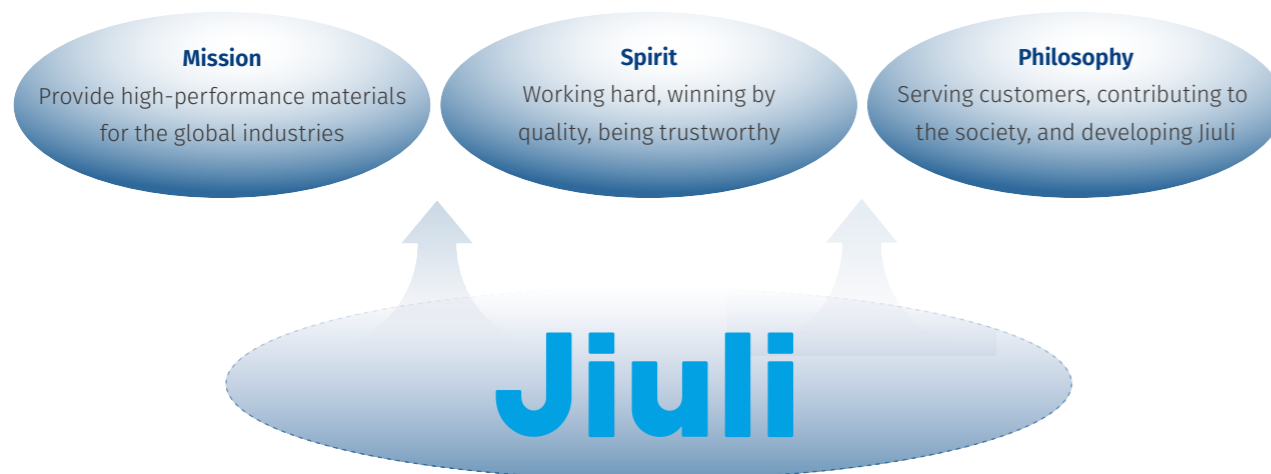 Mission
Provide high-performance materials
for the global industries
Spirit
Working hard, winning by
quality, being trustworthy
Philosophy
Serving customers, contributing to
the society, and developing Jiuli
Jiuli